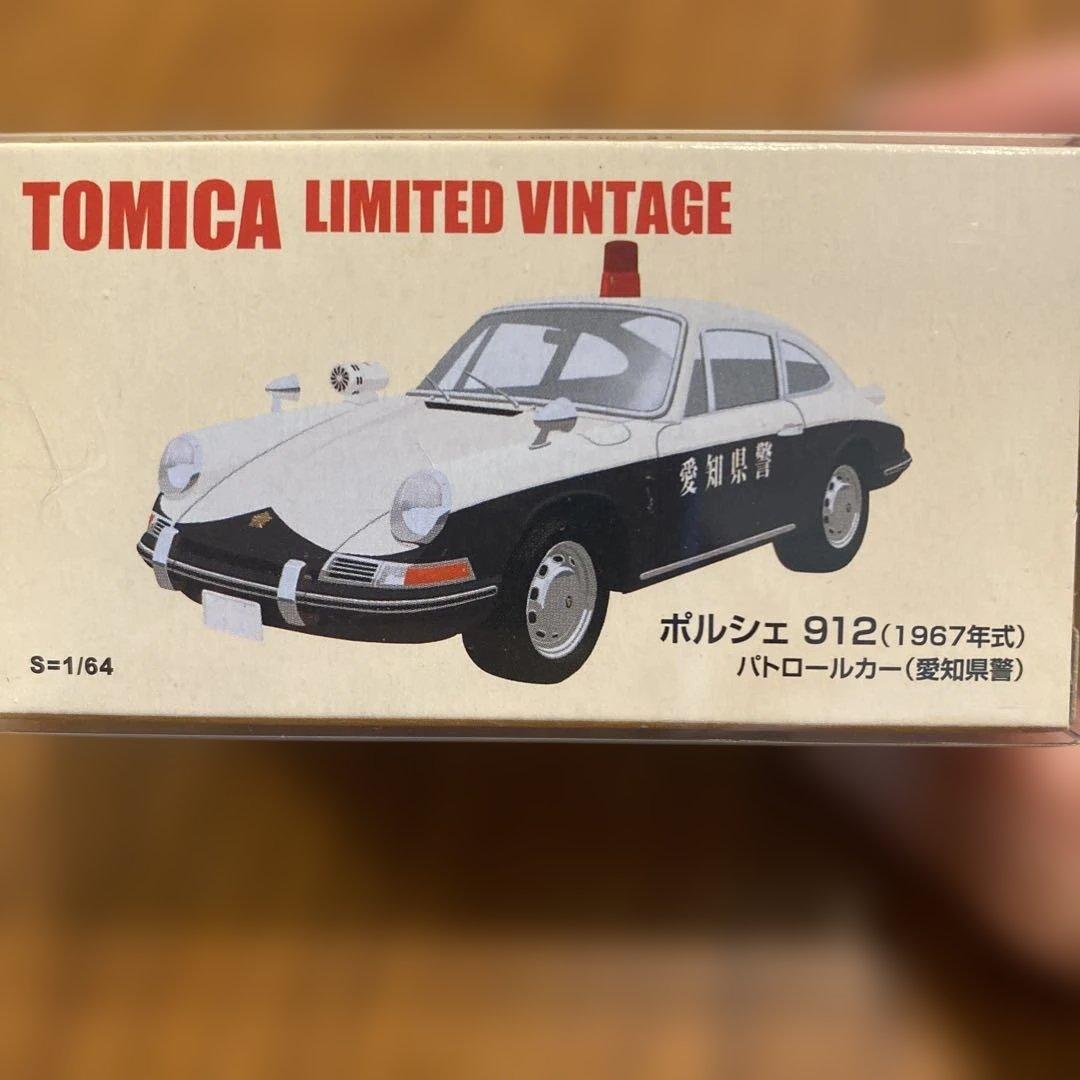 TOMICA LIMITED VINTAGE
愛知県警
ポルシェ 912(1967年式)
パトロールカー(愛知県警)
S=1/64